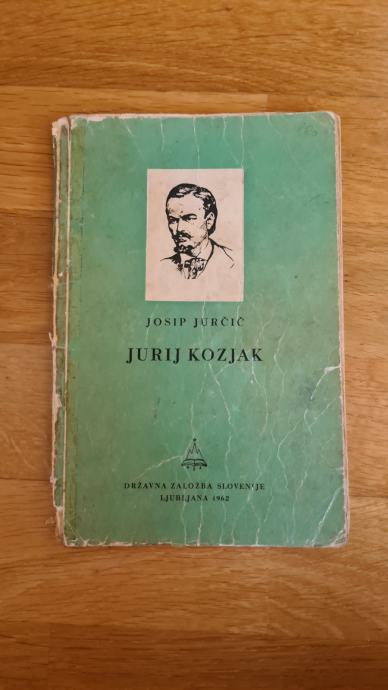 JOSIP JURČIČ
JURIJ KOZJAK
DRŽAVNA ZALOŽBA SLOVENIJE
LJUBLJANA 1962